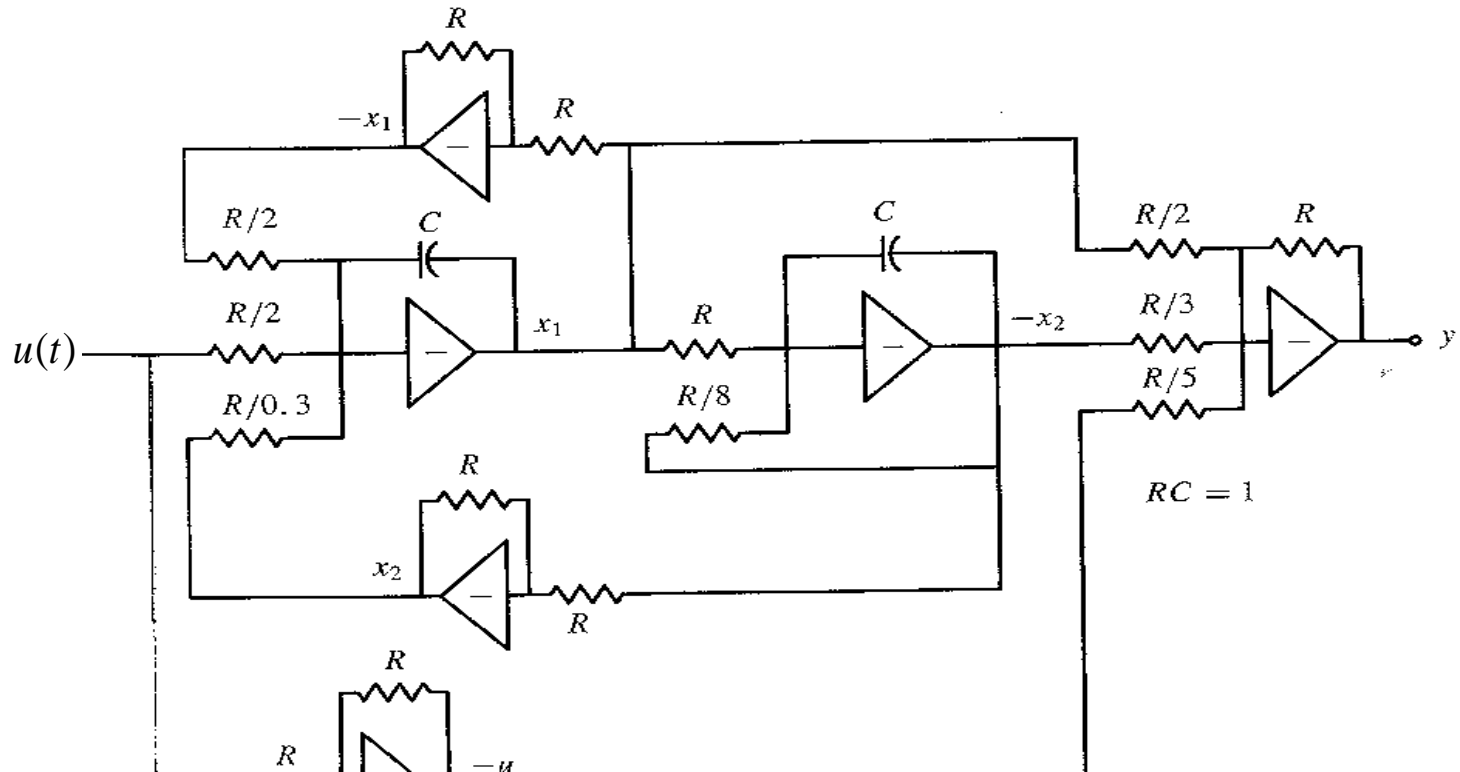 R
R
−x₁
R/2
C
C
R/2
R
R/2
x₁
R
−x₂
R/3
u(t)
y
R/0.3
R/8
R/5
R
RC = 1
x₂
R
R
R
−u